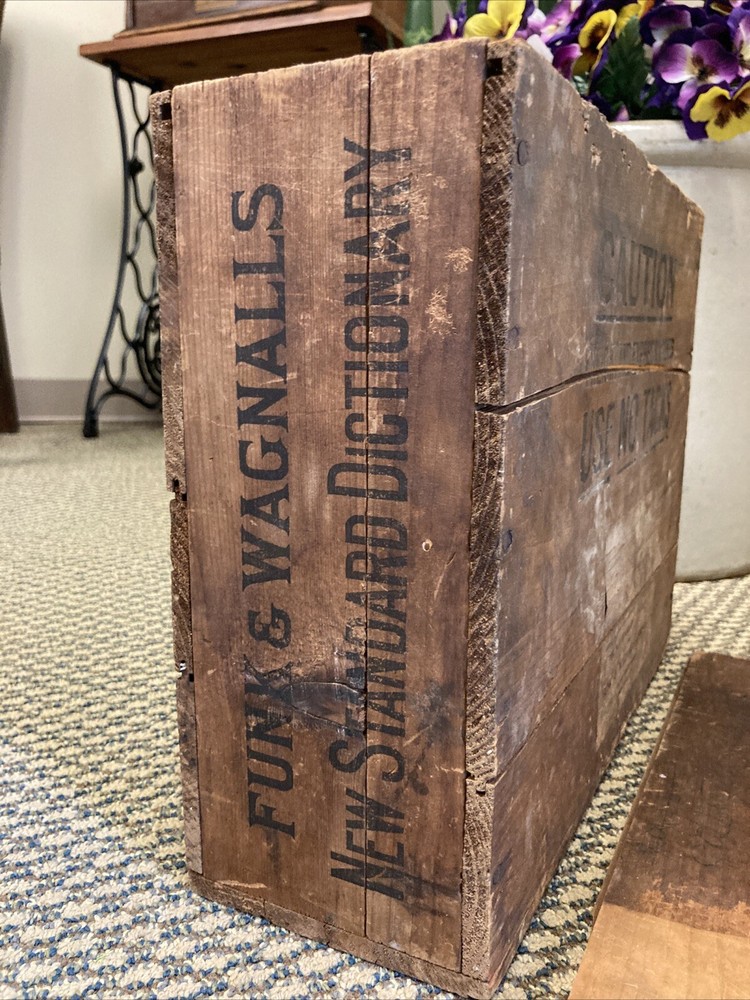 FUNK & WAGNALLS
NEW STANDARD DICTIONARY
CAUTION
USE NO